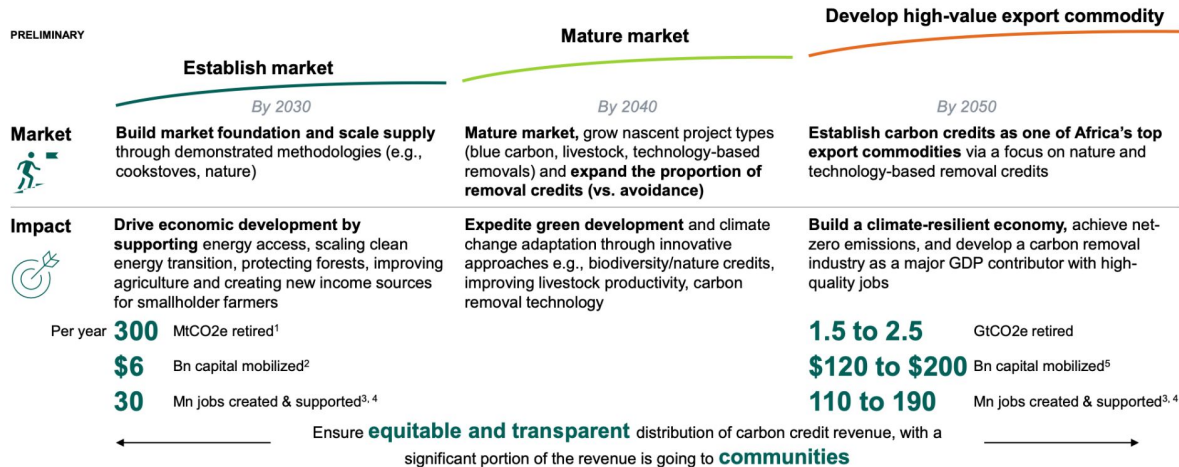 PRELIMINARY
Establish market
Mature market
Develop high-value export commodity
By 2030
By 2040
By 2050
Market
Build market foundation and scale supply
through demonstrated methodologies (e.g.,
cookstoves, nature)
Mature market, grow nascent project types
(blue carbon, livestock, technology-based
removals) and expand the proportion of
removal credits (vs. avoidance)
Establish carbon credits as one of Africa's top
export commodities via a focus on nature and
technology-based removal credits
Impact
Drive economic development by
supporting energy access, scaling clean
energy transition, protecting forests, improving
agriculture and creating new income sources
for smallholder farmers
Expedite green development and climate
change adaptation through innovative
approaches e.g., biodiversity/nature credits,
improving livestock productivity, carbon
removal technology
Build a climate-resilient economy, achieve net-
zero emissions, and develop a carbon removal
industry as a major GDP contributor with high-
quality jobs
Per year 300 MtCO2e retired¹
$6 Bn capital mobilized²
30 Mn jobs created & supported³,⁴
1.5 to 2.5 GtCO2e retired
$120 to $200 Bn capital mobilized⁵
110 to 190 Mn jobs created & supported³,⁴
Ensure equitable and transparent distribution of carbon credit revenue, with a
significant portion of the revenue is going to communities